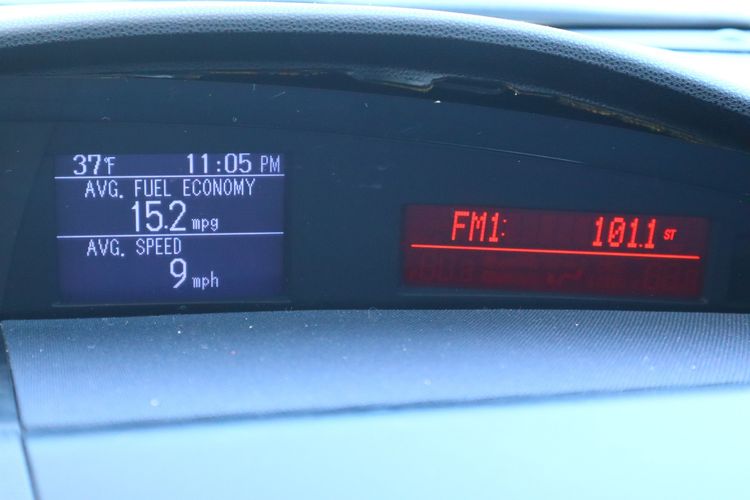 37°F 11:05 PM
AVG. FUEL ECONOMY
15.2 mpg
AVG. SPEED
9 mph
FM1: 101.1 ST